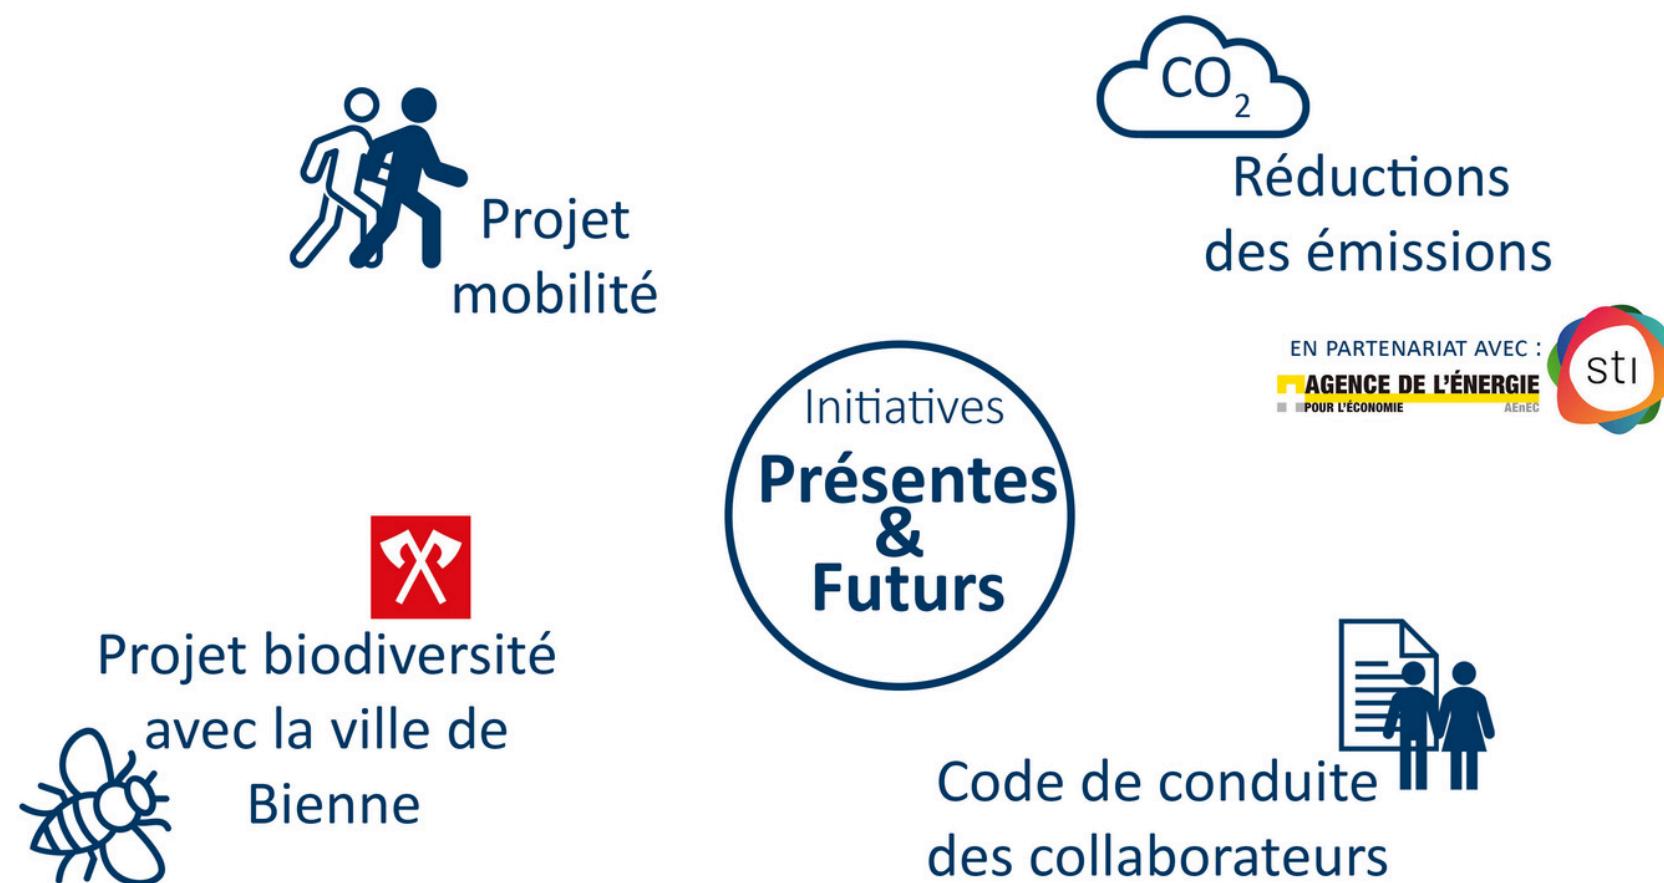 Projet
mobilité
CO2
Réductions
des émissions
EN PARTENARIAT AVEC :
AGENCE DE L'ÉNERGIE
POUR L'ÉCONOMIE AEnEC
stı
Initiatives
Présentes
&
Futurs
Projet biodiversité
avec la ville de
Bienne
Code de conduite
des collaborateurs